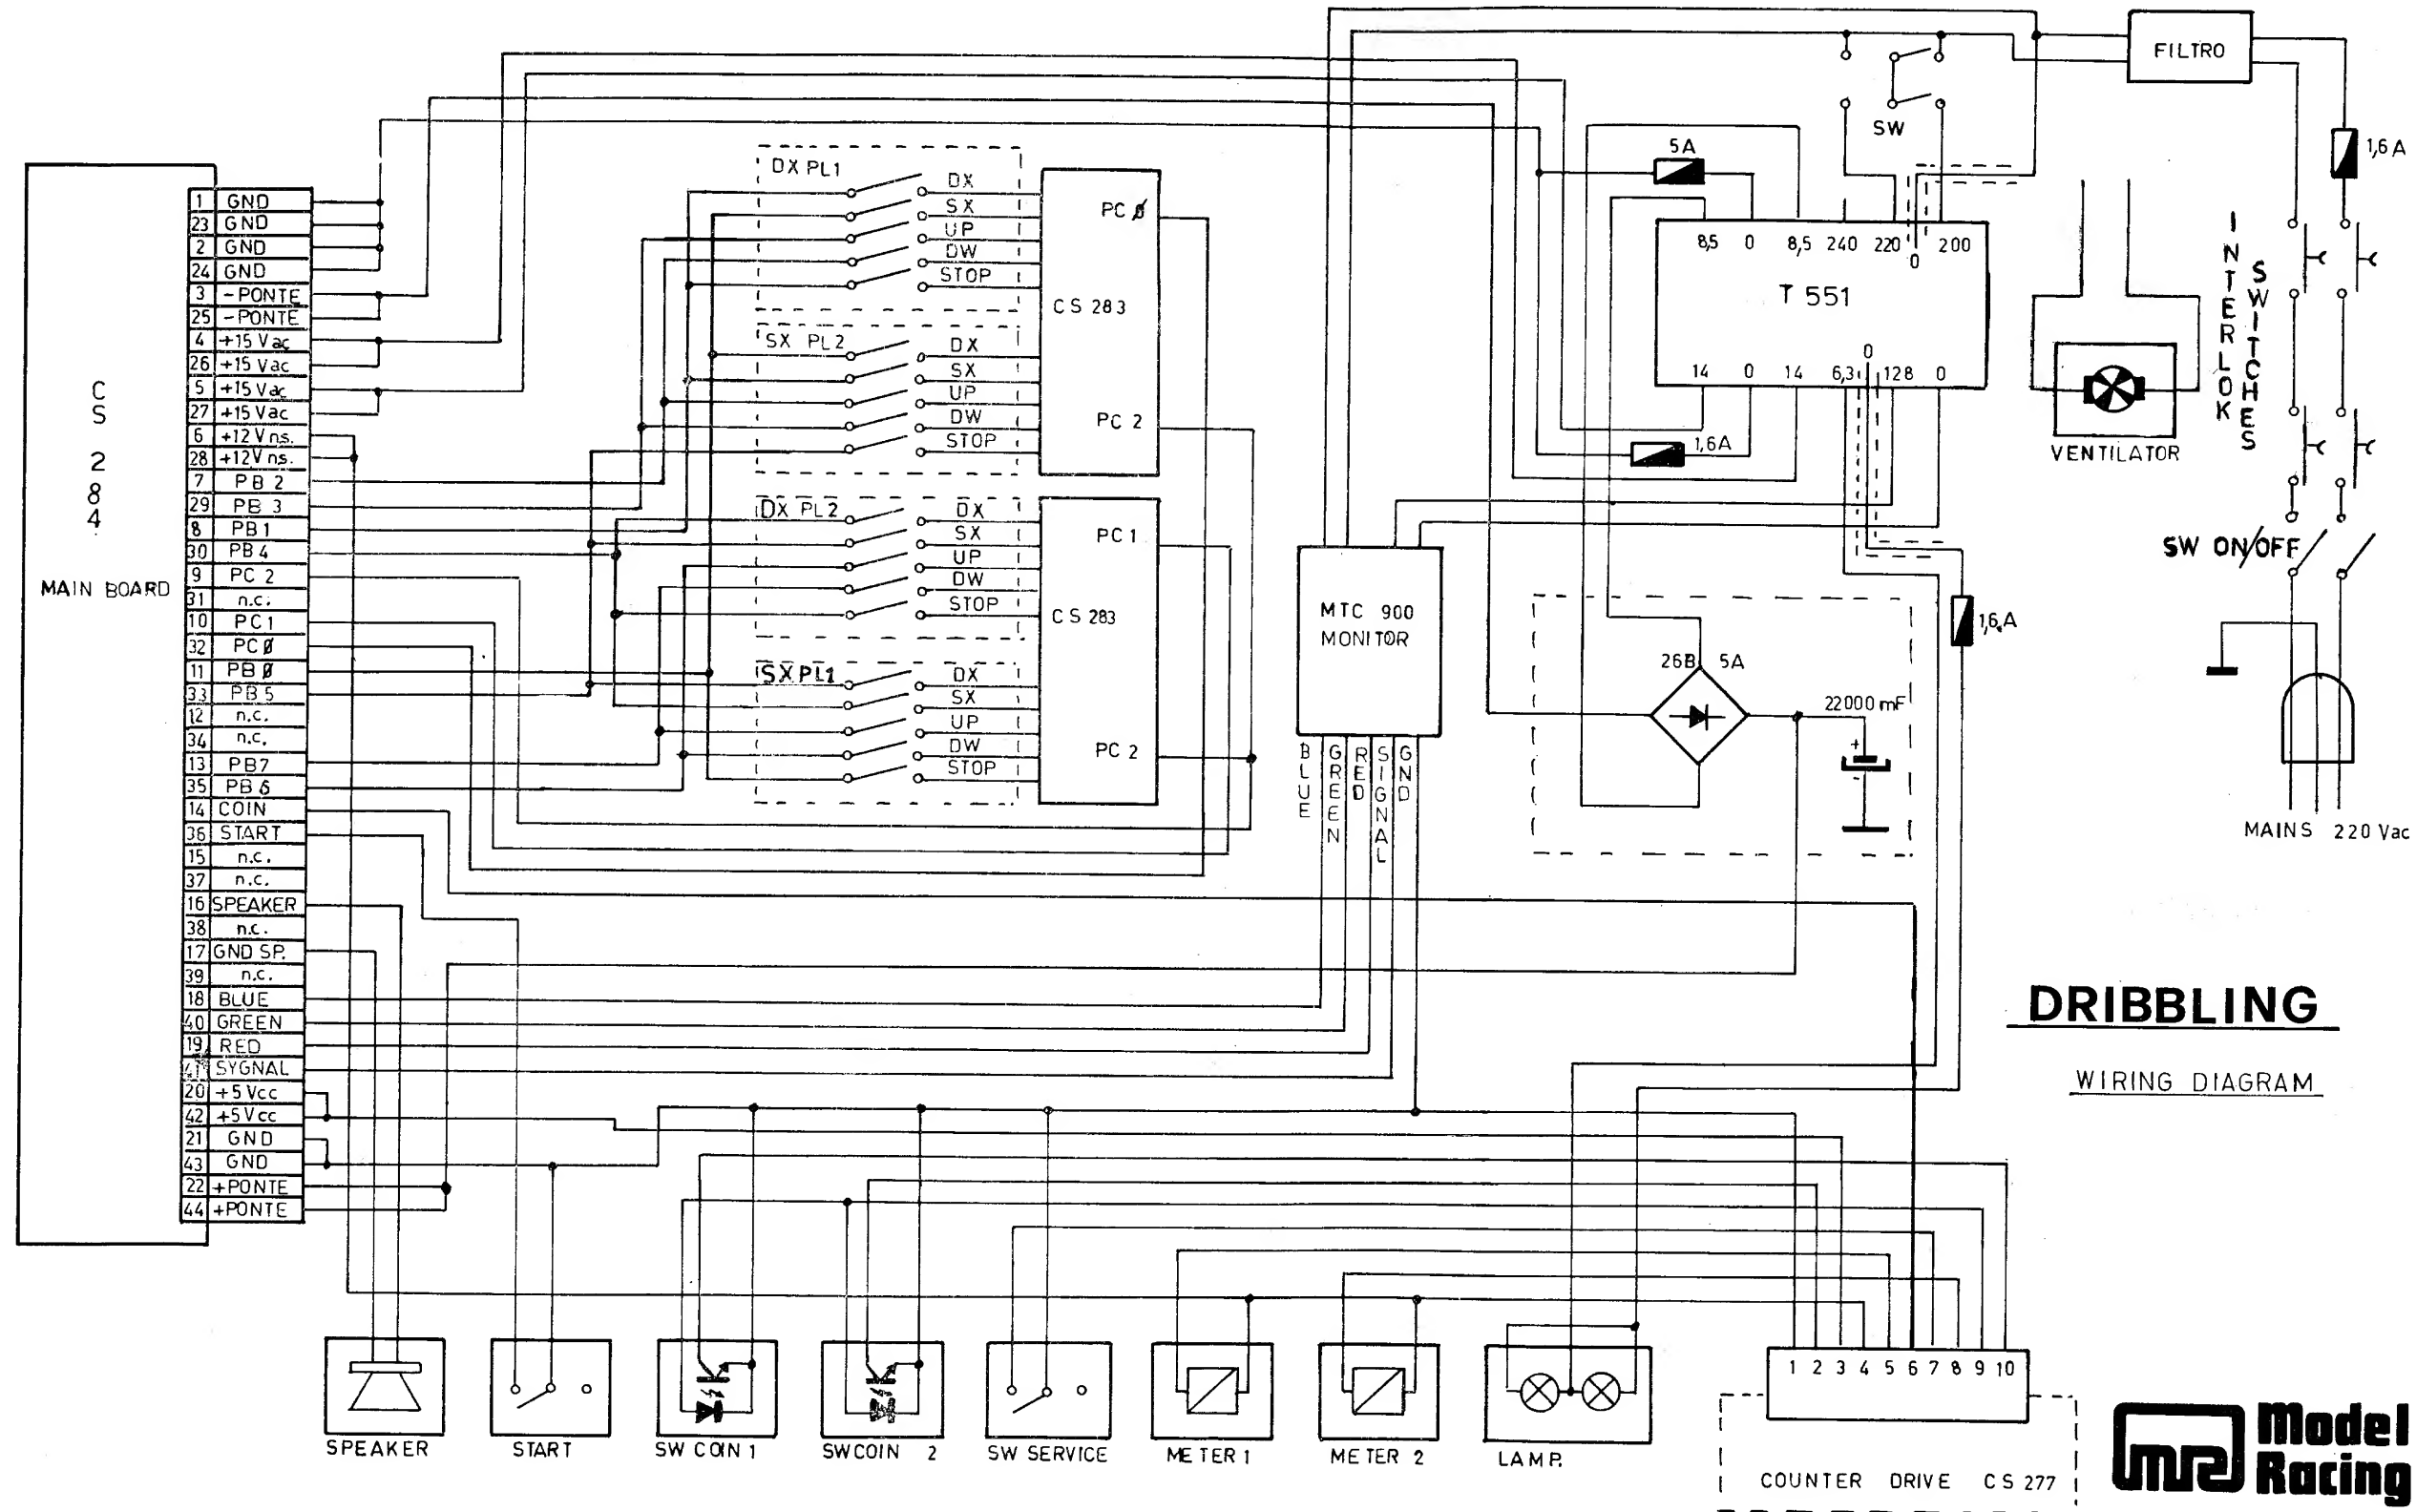 FILTRO
1,6 A
SW
5A
8,5 0 8,5 240 220 0 200
T 551
14 0 14 6,3 0 128 0
1,6A
INTERLOK
SWITCHES
VENTILATOR
SW ON/OFF
MAINS 220 Vac
1,6 A
CS 284
MAIN BOARD
1 GND
23 GND
2 GND
24 GND
3 -PONTE
25 -PONTE
4 +15 Vac
26 +15 Vac
5 +15 Vac
27 +15 Vac
6 +12 V ns.
28 +12V ns.
7 PB 2
29 PB 3
8 PB1
30 PB 4
9 PC 2
31 n.c.
10 PC1
32 PCØ
11 PB Ø
33 PB 5
12 n.c.
34 n.c.
13 PB7
35 PB 6
14 COIN
36 START
15 n.c.
37 n.c.
16 SPEAKER
38 n.c.
17 GND SP.
39 n.c.
18 BLUE
40 GREEN
19 RED
41 SYGNAL
20 +5 Vcc
42 +5Vcc
21 GND
43 GND
22 +PONTE
44 +PONTE
DX PL1
DX
SX
UP
DW
STOP
SX PL2
DX
SX
UP
DW
STOP
PC Ø
CS 283
PC 2
DX PL2
DX
SX
UP
DW
STOP
SX PL1
DX
SX
UP
DW
STOP
PC 1
CS 283
PC 2
MTC 900
MONITOR
BLUE
GREEN
RED
SIGNAL
GND
26B 5A
22000 mF
+
-
DRIBBLING
WIRING DIAGRAM
SPEAKER
START
SW COIN 1
SW COIN 2
SW SERVICE
METER 1
METER 2
LAMP.
1 2 3 4 5 6 7 8 9 10
COUNTER DRIVE CS 277
mr
Model
Racing